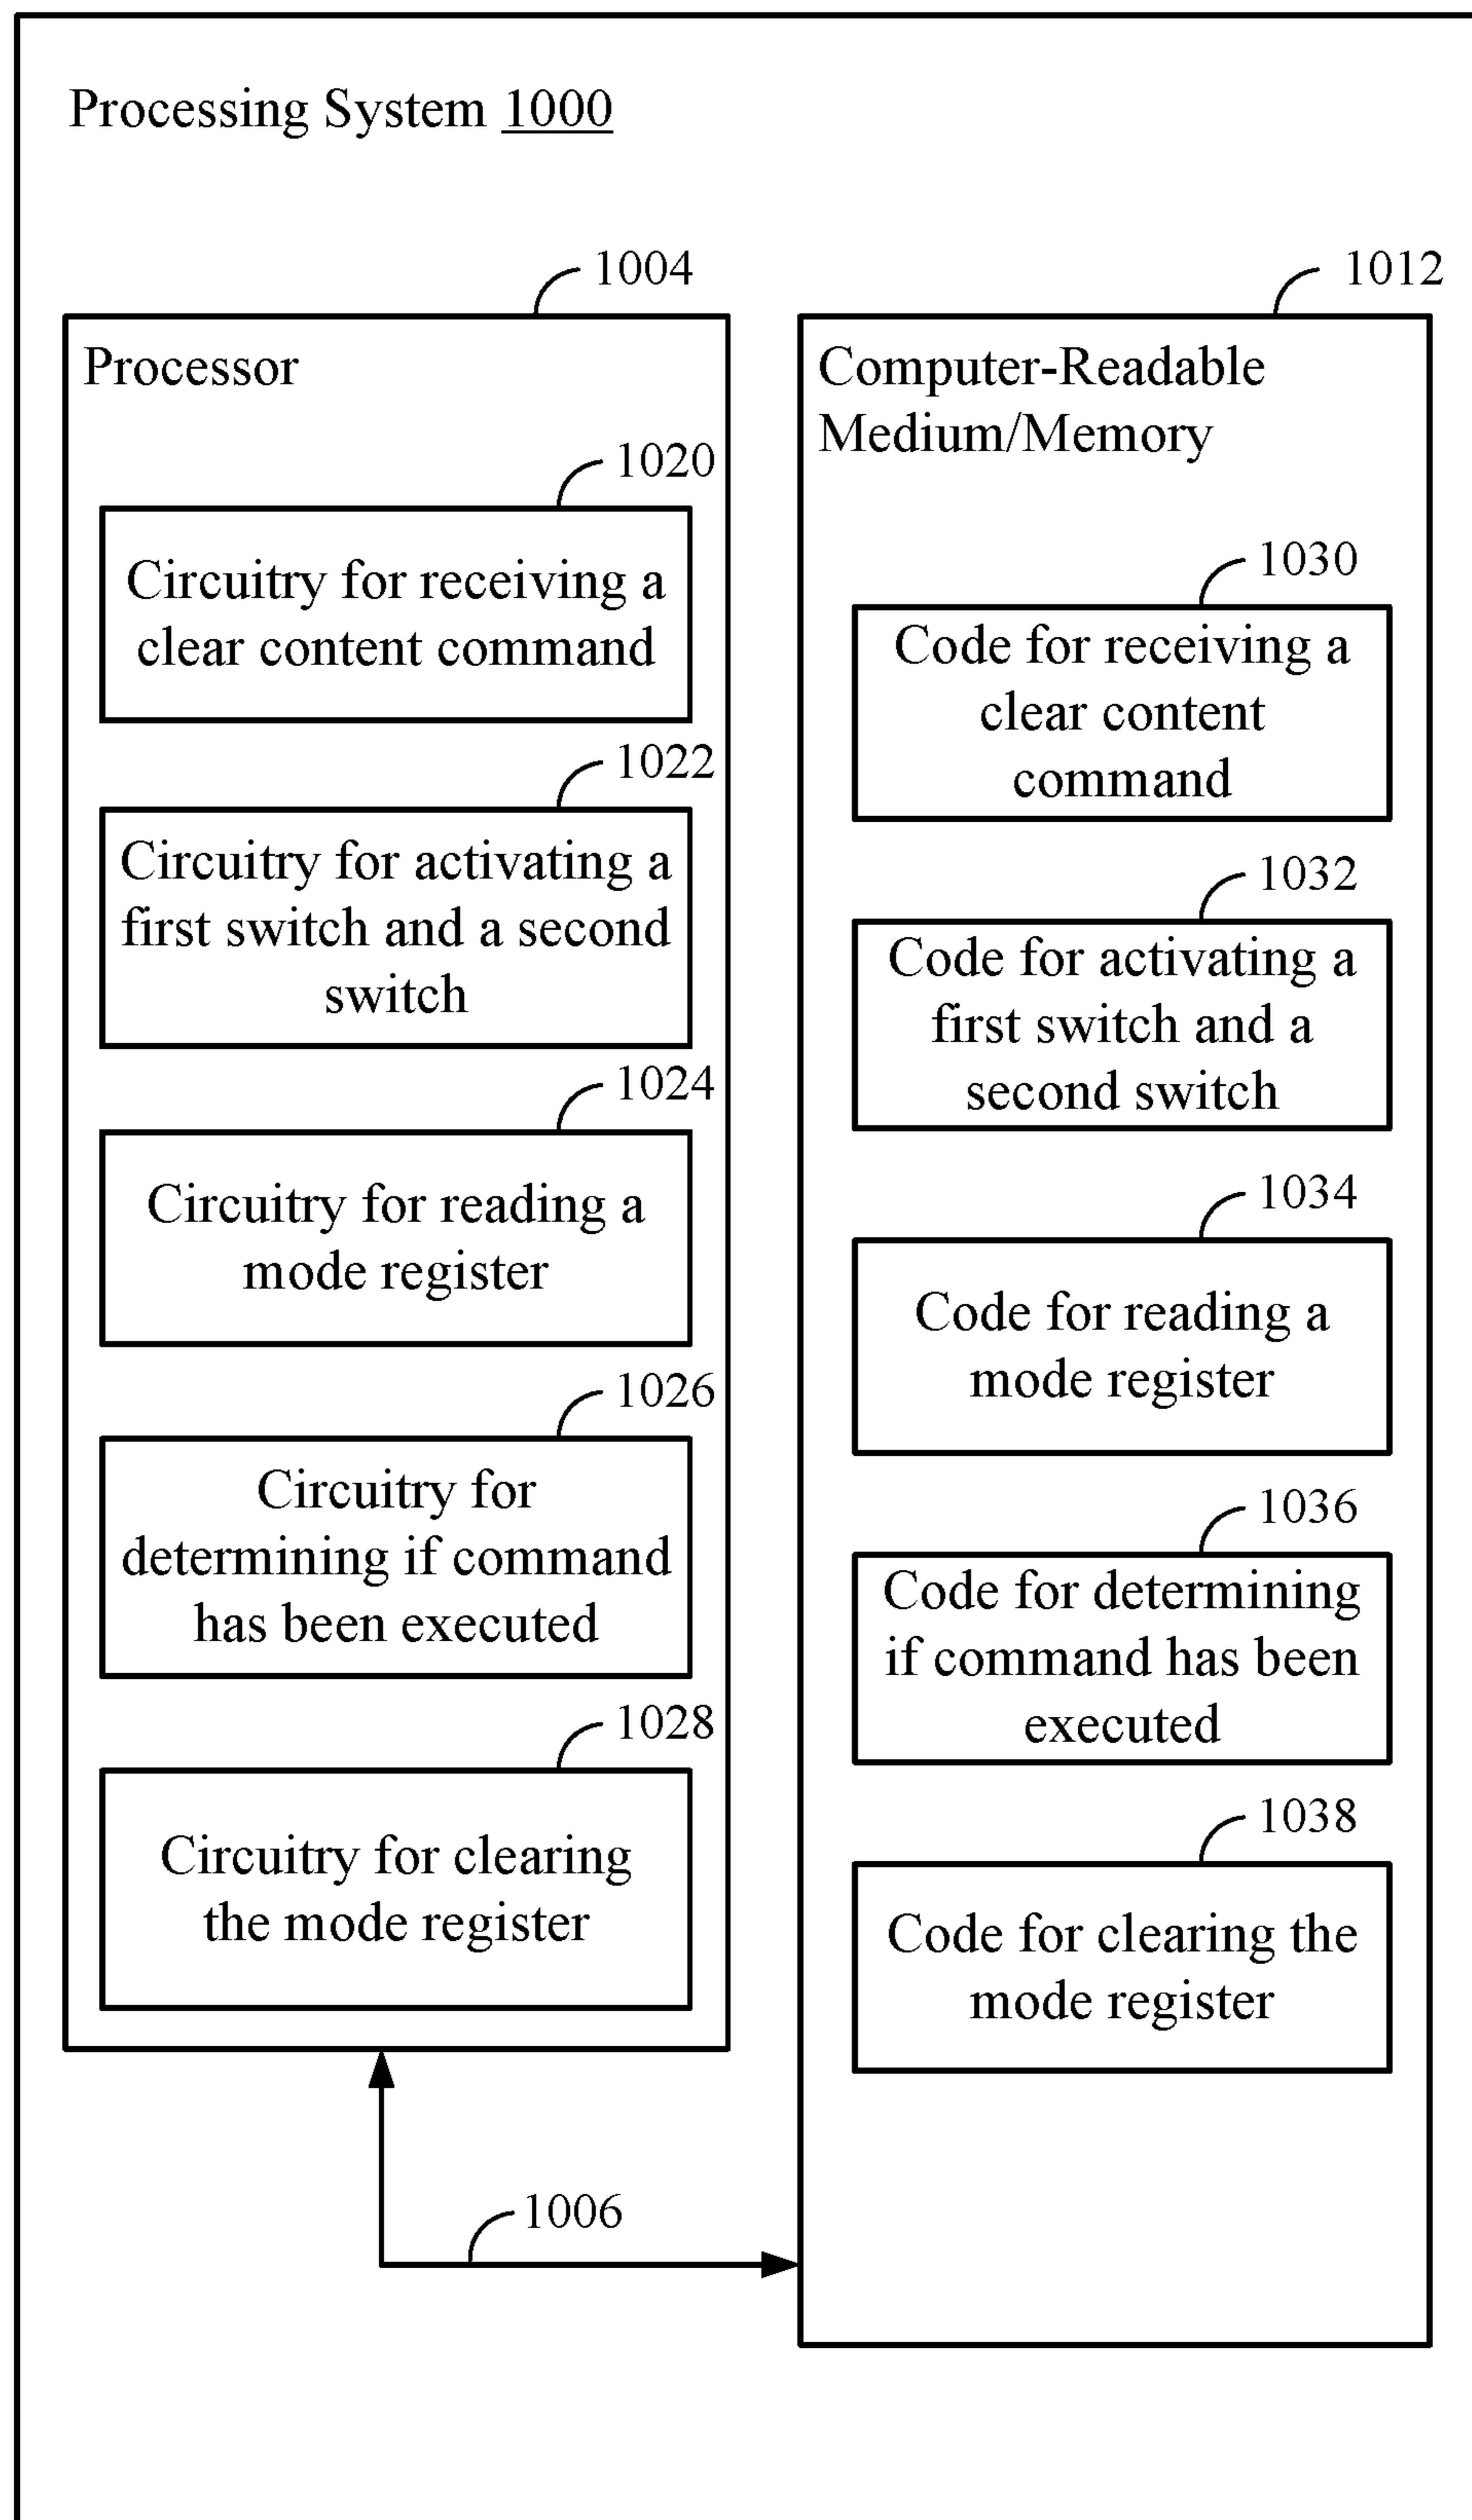 Processing System 1000
1004
Processor
1020
Circuitry for receiving a
clear content command
1022
Circuitry for activating a
first switch and a second
switch
1024
Circuitry for reading a
mode register
1026
Circuitry for
determining if command
has been executed
1028
Circuitry for clearing
the mode register
1012
Computer-Readable
Medium/Memory
1030
Code for receiving a
clear content
command
1032
Code for activating a
first switch and a
second switch
1034
Code for reading a
mode register
1036
Code for determining
if command has been
executed
1038
Code for clearing the
mode register
1006